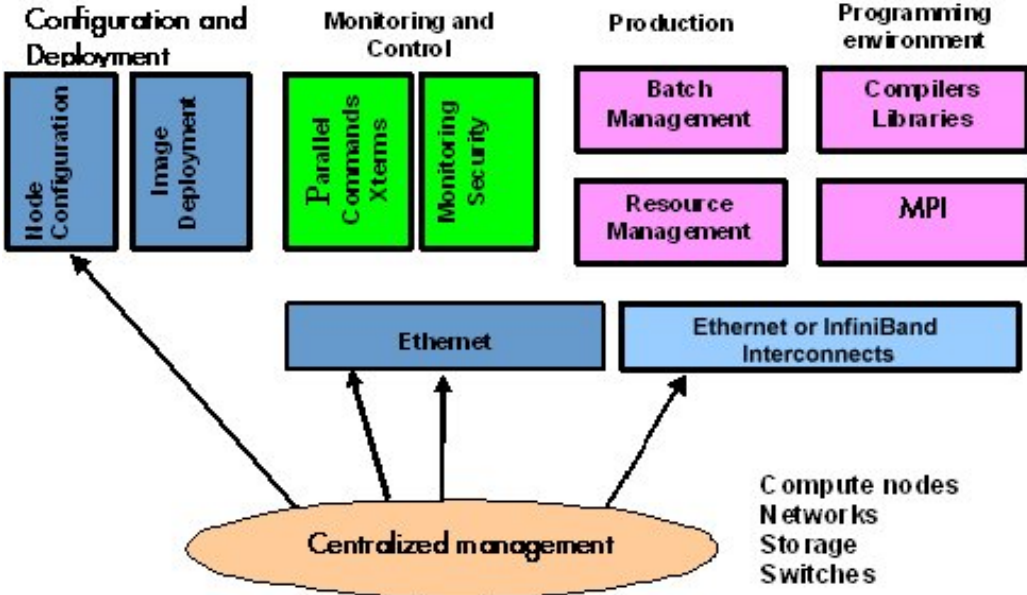 Configuration and
Deployment
Monitoring and
Control
Production
Programming
environment
Node
Configuration
Image
Deployment
Parallel
Commands
Xterms
Monitoring
Security
Batch
Management
Compilers
Libraries
Resource
Management
MPI
Ethernet
Ethernet or InfiniBand
Interconnects
Centralized management
Compute nodes
Networks
Storage
Switches